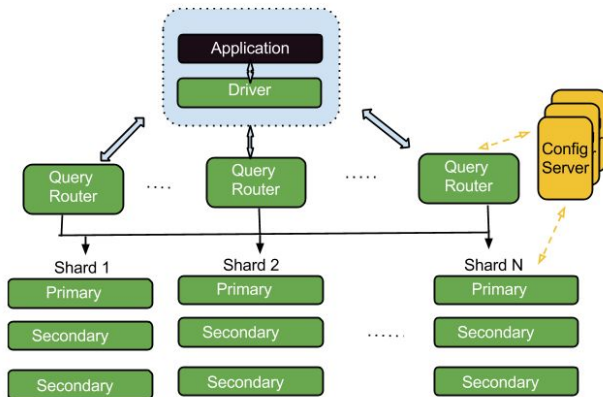 Application
Driver
Query
Router
.....
Query
Router
.....
Query
Router
Config
Server
Shard 1
Shard 2
Shard N
Primary
Primary
Primary
Secondary
Secondary
......
Secondary
Secondary
Secondary
Secondary